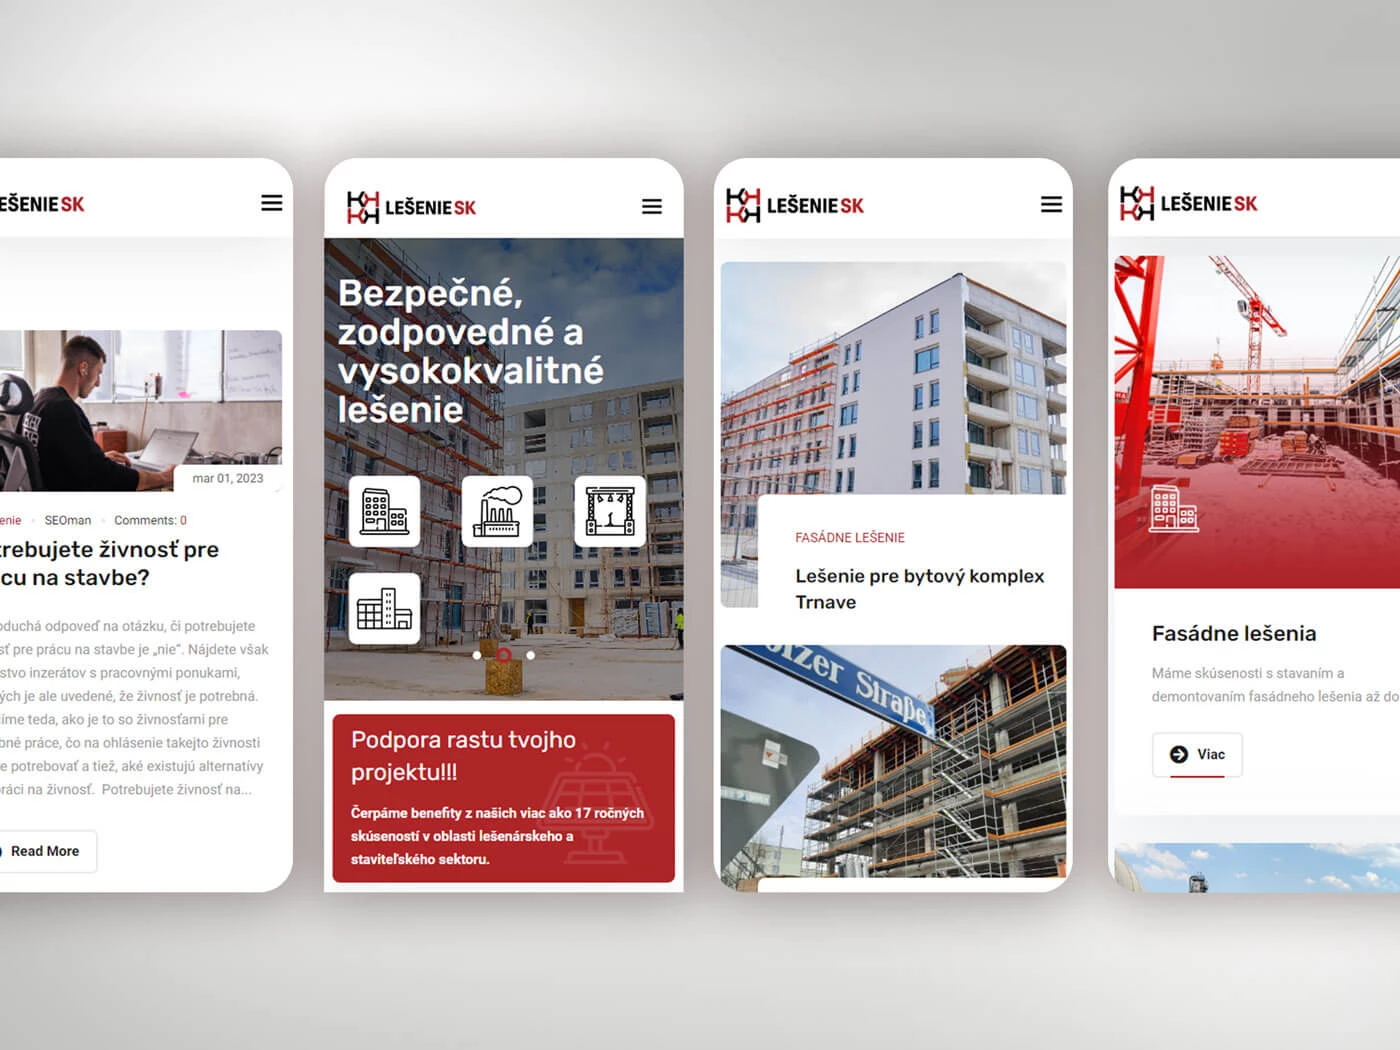 EŠENIE SK
mar 01, 2023
enie SEOman Comments: 0
trebujete živnosť pre
cu na stavbe?
oduchá odpoveď na otázku, či potrebujete
sť pre prácu na stavbe je „nie“. Nájdete však
stvo inzerátov s pracovnými ponukami,
ých je ale uvedené, že živnosť je potrebná.
íme teda, ako je to so živnosťami pre
bné práce, čo na ohlásenie takejto živnosti
e potrebovať a tiež, aké existujú alternatívy
ráci na živnosť. Potrebujete živnosť na...
Read More
LEŠENIE SK
Bezpečné,
zodpovedné a
vysokokvalitné
lešenie
Podpora rastu tvojho
projektu!!!
Čerpáme benefity z našich viac ako 17 ročných
skúseností v oblasti lešenárskeho a
staviteľského sektoru.
LEŠENIE SK
FASÁDNE LEŠENIE
Lešenie pre bytový komplex
Trnave
olzer Straße
LEŠENIE SK
Fasádne lešenia
Máme skúsenosti s stavaním a
demontovaním fasádneho lešenia až do
Viac